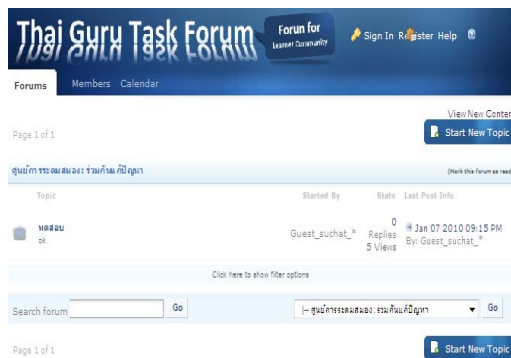 Thai Guru Task Forum
Forun for
Learner Cummunity
Sign In Register Help
Forums Members Calendar
View New Conten
Page 1 of 1
Start New Topic
ศูนย์การระดมสมอง: ร่วมกันแก้ปัญหา
(Mark this forum as read
Topic Started By Stats Last Post Info
ทดสอบ
ok
Guest_suchat_*
0
Replies
5 Views
Jan 07 2010 09:15 PM
By: Guest_suchat_*
Click here to show filter options
Search forum Go
|-- ศูนย์การระดมสมอง: ร่วมกันแก้ปัญหา Go
Page 1 of 1
Start New Topic